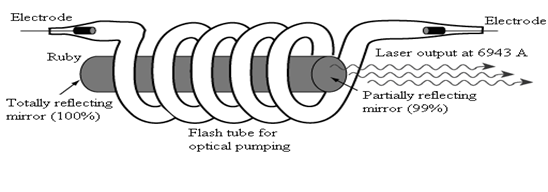 Electrode
Electrode
Ruby
Laser output at 6943 A
Totally reflecting
mirror (100%)
Partially reflecting
mirror (99%)
Flash tube for
optical pumping